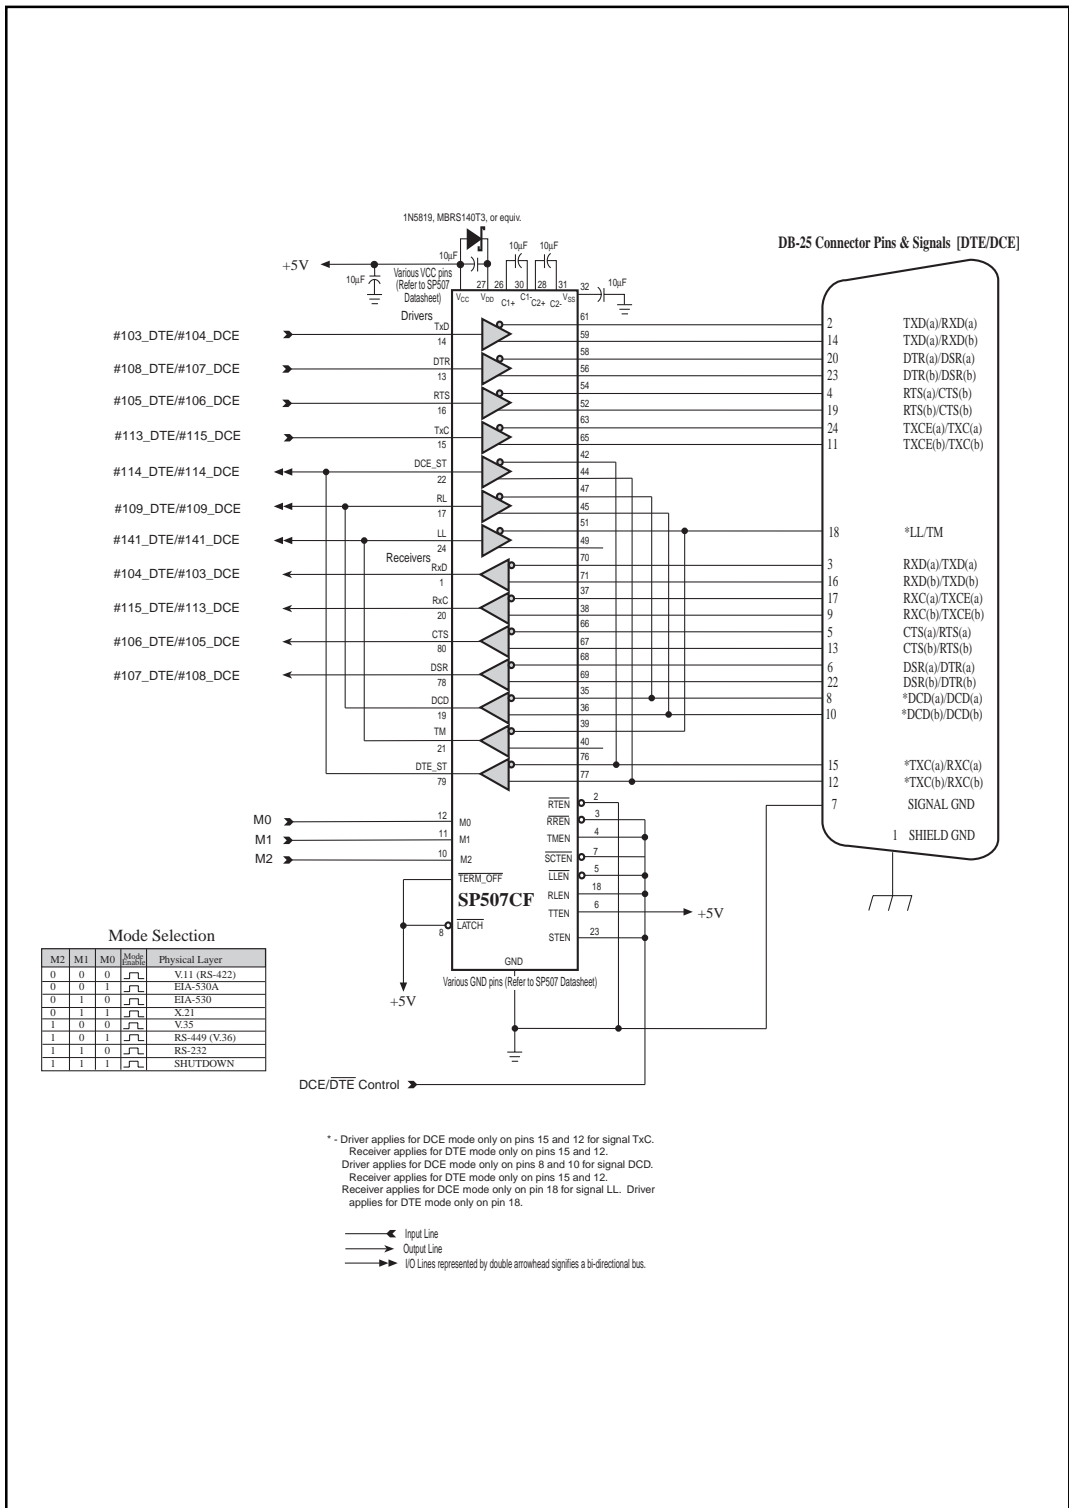 1N5819, MBRS140T3, or equiv.
DB-25 Connector Pins & Signals [DTE/DCE]
+5V
10µF
10µF
10µF
10µF
10µF
Various VCC pins
(Refer to SP507
Datasheet)
27 26 30 28 31 32
VCC VDD C1+ C1- C2+ C2- VSS
Drivers
#103_DTE/#104_DCE TxD 14 61 59
2 TXD(a)/RXD(a)
14 TXD(a)/RXD(b)
#108_DTE/#107_DCE DTR 13 58 56
20 DTR(a)/DSR(a)
23 DTR(b)/DSR(b)
#105_DTE/#106_DCE RTS 16 54 52
4 RTS(a)/CTS(b)
19 RTS(b)/CTS(b)
#113_DTE/#115_DCE TxC 15 63 65
24 TXCE(a)/TXC(a)
11 TXCE(b)/TXC(b)
#114_DTE/#114_DCE DCE_ST 22 42 44
#109_DTE/#109_DCE RL 17 47 45
#141_DTE/#141_DCE LL 24 51 49
18 *LL/TM
Receivers
#104_DTE/#103_DCE RxD 1 70 71
3 RXD(a)/TXD(a)
16 RXD(b)/TXD(b)
#115_DTE/#113_DCE RxC 20 37 38
17 RXC(a)/TXCE(a)
9 RXC(b)/TXCE(b)
#106_DTE/#105_DCE CTS 80 66 67
5 CTS(a)/RTS(a)
13 CTS(b)/RTS(b)
#107_DTE/#108_DCE DSR 78 68 69
6 DSR(a)/DTR(a)
22 DSR(b)/DTR(b)
DCD 19 35 36
8 *DCD(a)/DCD(a)
10 *DCD(b)/DCD(b)
TM 21 39 40
DTE_ST 79 76 77
15 *TXC(a)/RXC(a)
12 *TXC(b)/RXC(b)
7 SIGNAL GND
1 SHIELD GND
M0 12 M0
M1 11 M1
M2 10 M2
TERM_OFF
SP507CF
8 LATCH
+5V
RTEN 2
RREN 3
TMEN 4
SCTEN 7
LLEN 5
RLEN 18
TTEN 6 +5V
STEN 23
GND
Various GND pins (Refer to SP507 Datasheet)
DCE/DTE Control
Mode Selection
M2 M1 M0 Mode Enable Physical Layer
0 0 0 V.11 (RS-422)
0 0 1 EIA-530A
0 1 0 EIA-530
0 1 1 X.21
1 0 0 V.35
1 0 1 RS-449 (V.36)
1 1 0 RS-232
1 1 1 SHUTDOWN
* - Driver applies for DCE mode only on pins 15 and 12 for signal TxC.
Receiver applies for DTE mode only on pins 15 and 12.
Driver applies for DCE mode only on pins 8 and 10 for signal DCD.
Receiver applies for DTE mode only on pins 15 and 12.
Receiver applies for DCE mode only on pin 18 for signal LL. Driver
applies for DTE mode only on pin 18.
Input Line
Output Line
I/O Lines represented by double arrowhead signifies a bi-directional bus.